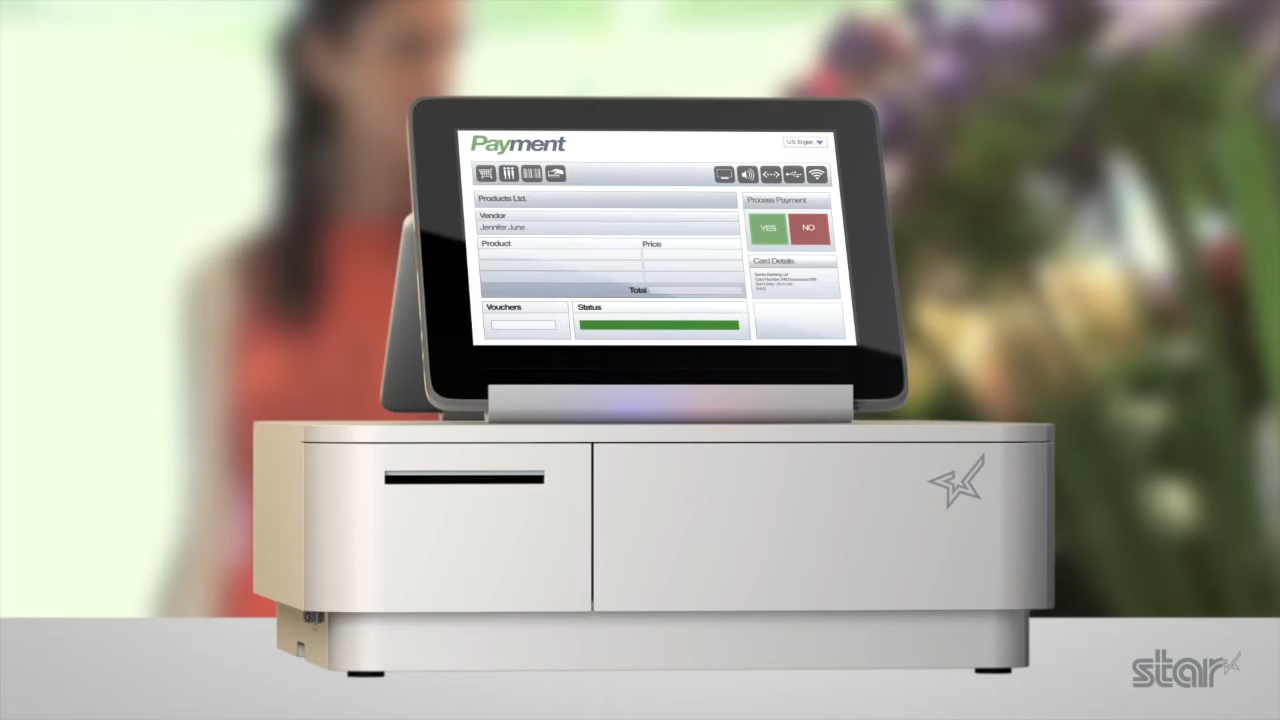 Payment
U.S. English
Products Ltd.
Process Payment
Vendor
Jennifer June
YES
NO
Product
Price
Card Details
Total
Vouchers
Status
star